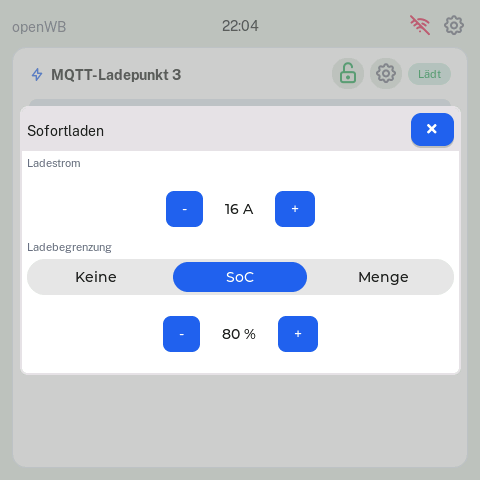 openWB 22:04
MQTT-Ladepunkt 3 Lädt
Sofortladen ×
Ladestrom
- 16 A +
Ladebegrenzung
Keine SoC Menge
- 80 % +